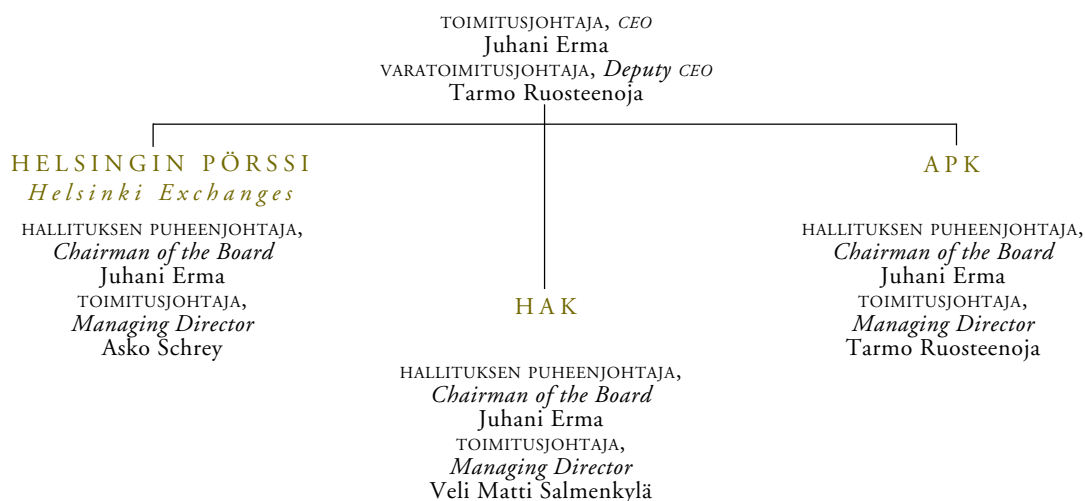 TOIMITUSJOHTAJA, CEO
Juhani Erma
VARATOIMITUSJOHTAJA, Deputy CEO
Tarmo Ruosteenoja
HELSINGIN PÖRSSI
Helsinki Exchanges
HALLITUKSEN PUHEENJOHTAJA,
Chairman of the Board
Juhani Erma
TOIMITUSJOHTAJA,
Managing Director
Asko Schrey
HAK
HALLITUKSEN PUHEENJOHTAJA,
Chairman of the Board
Juhani Erma
TOIMITUSJOHTAJA,
Managing Director
Veli Matti Salmenkylä
APK
HALLITUKSEN PUHEENJOHTAJA,
Chairman of the Board
Juhani Erma
TOIMITUSJOHTAJA,
Managing Director
Tarmo Ruosteenoja